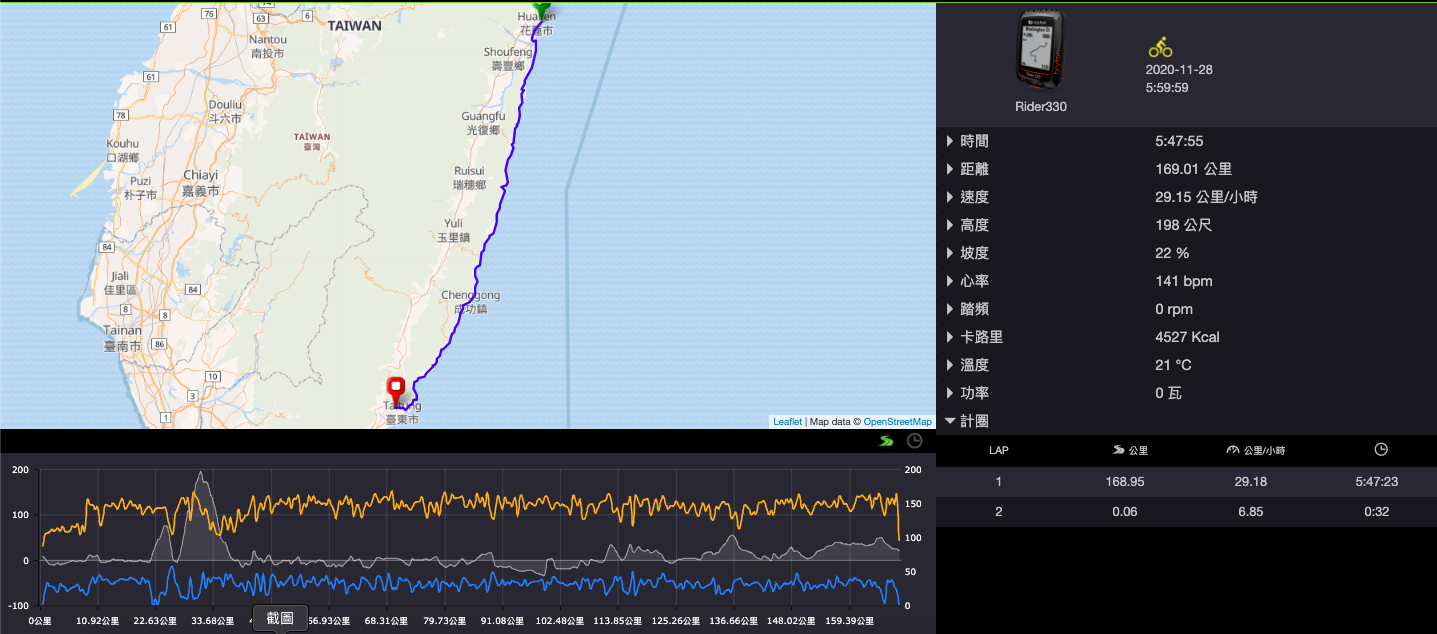 74
76
63
6
61
TAIWAN
Nantou
南投市
Hualien
花蓮市
Shoufeng
壽豐鄉
61
Douliu
斗六市
78
Guangfu
光復鄉
TAIWAN
臺灣
Kouhu
口湖鄉
Puzi
朴子市
Chiayi
嘉義市
Ruisui
瑞穗鄉
Yuli
玉里鎮
84
Jiali
佳里區
84
8
8
Chenggong
成功鎮
Tainan
臺南市
86
10
3
1
Taitung
臺東市
Leaflet | Map data © OpenStreetMap
200
100
0
-100
200
150
100
50
0
0公里 10.92公里 22.63公里 33.68公里 4 56.93公里 68.31公里 79.73公里 91.08公里 102.48公里 113.85公里 125.26公里 136.66公里 148.02公里 159.39公里
截圖
Rider330
2020-11-28
5:59:59
時間 5:47:55
距離 169.01 公里
速度 29.15 公里/小時
高度 198 公尺
坡度 22 %
心率 141 bpm
踏頻 0 rpm
卡路里 4527 Kcal
溫度 21 °C
功率 0 瓦
計圈
LAP 公里 公里/小時
1 168.95 29.18 5:47:23
2 0.06 6.85 0:32